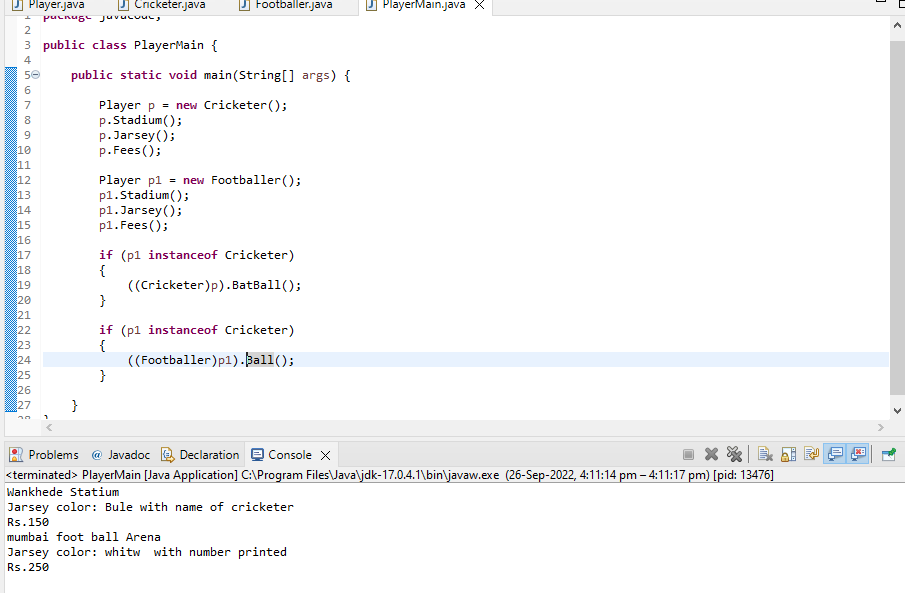 Player.java Cricketer.java Footballer.java PlayerMain.java
1 package javacode;
2
3 public class PlayerMain {
4
5 public static void main(String[] args) {
6
7 Player p = new Cricketer();
8 p.Stadium();
9 p.Jarsey();
10 p.Fees();
11
12 Player p1 = new Footballer();
13 p1.Stadium();
14 p1.Jarsey();
15 p1.Fees();
16
17 if (p1 instanceof Cricketer)
18 {
19 ((Cricketer)p).BatBall();
20 }
21
22 if (p1 instanceof Cricketer)
23 {
24 ((Footballer)p1).Ball();
25 }
26
27 }
28 }
Problems @ Javadoc Declaration Console
<terminated> PlayerMain [Java Application] C:\Program Files\Java\jdk-17.0.4.1\bin\javaw.exe (26-Sep-2022, 4:11:14 pm – 4:11:17 pm) [pid: 13476]
Wankhede Statium
Jarsey color: Bule with name of cricketer
Rs.150
mumbai foot ball Arena
Jarsey color: whitw  with number printed
Rs.250